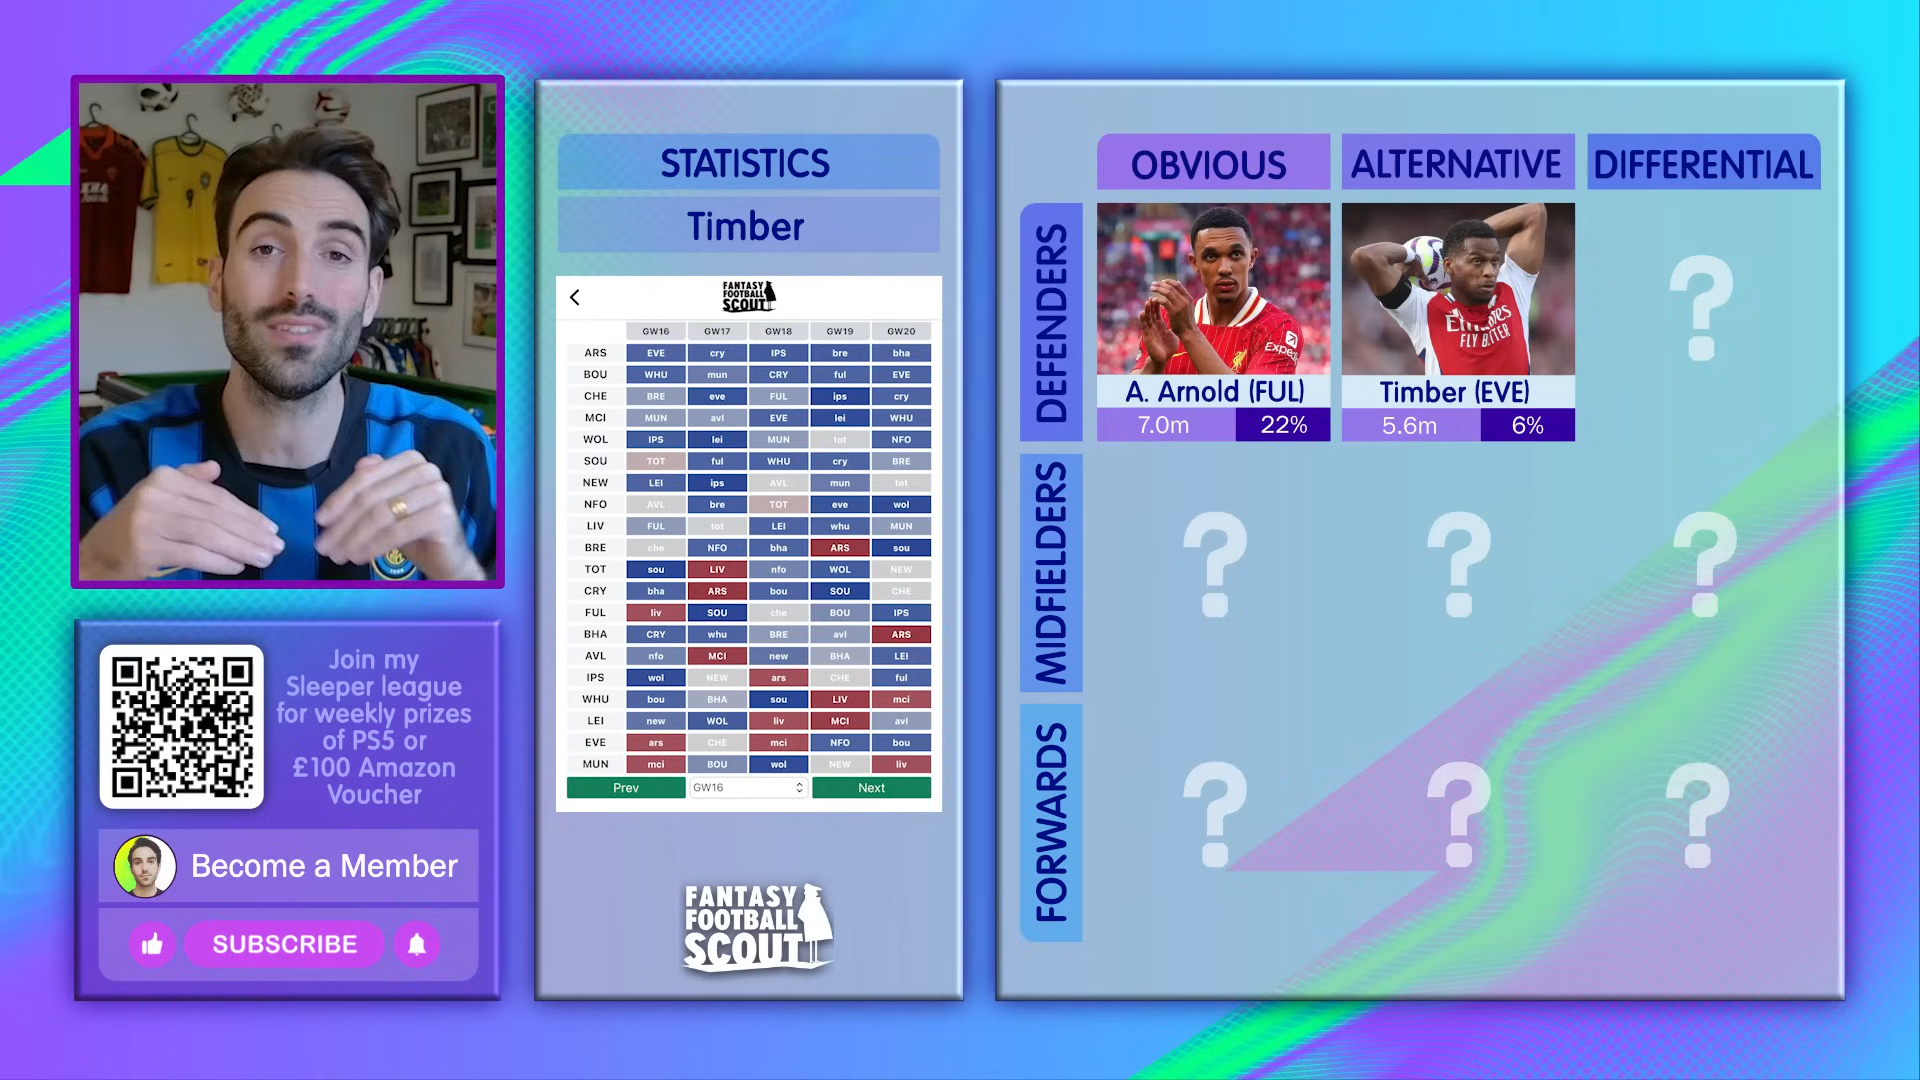 Join my
Sleeper league
for weekly prizes
of PS5 or
£100 Amazon
Voucher
Become a Member
SUBSCRIBE
STATISTICS
Timber
FANTASY
FOOTBALL
SCOUT
GW16 GW17 GW18 GW19 GW20
ARS EVE cry IPS bre bha
BOU WHU mun CRY ful EVE
CHE BRE eve FUL ips cry
MCI MUN avl EVE lei WHU
WOL IPS lei MUN tot NFO
SOU TOT ful WHU cry BRE
NEW LEI ips AVL mun tot
NFO AVL bre TOT eve wol
LIV FUL tot LEI whu MUN
BRE che NFO bha ARS sou
TOT sou LIV nfo WOL NEW
CRY bha ARS bou SOU CHE
FUL liv SOU che BOU IPS
BHA CRY whu BRE avl ARS
AVL nfo MCI new BHA LEI
IPS wol NEW ars CHE ful
WHU bou BHA sou LIV mci
LEI new WOL liv MCI avl
EVE ars CHE mci NFO bou
MUN mci BOU wol NEW liv
Prev GW16 Next
FANTASY
FOOTBALL
SCOUT
OBVIOUS ALTERNATIVE DIFFERENTIAL
DEFENDERS
Emirates
FLY BETTER
Expe
A. Arnold (FUL) Timber (EVE)
7.0m 22% 5.6m 6%
?
MIDFIELDERS
? ? ?
FORWARDS
? ? ?